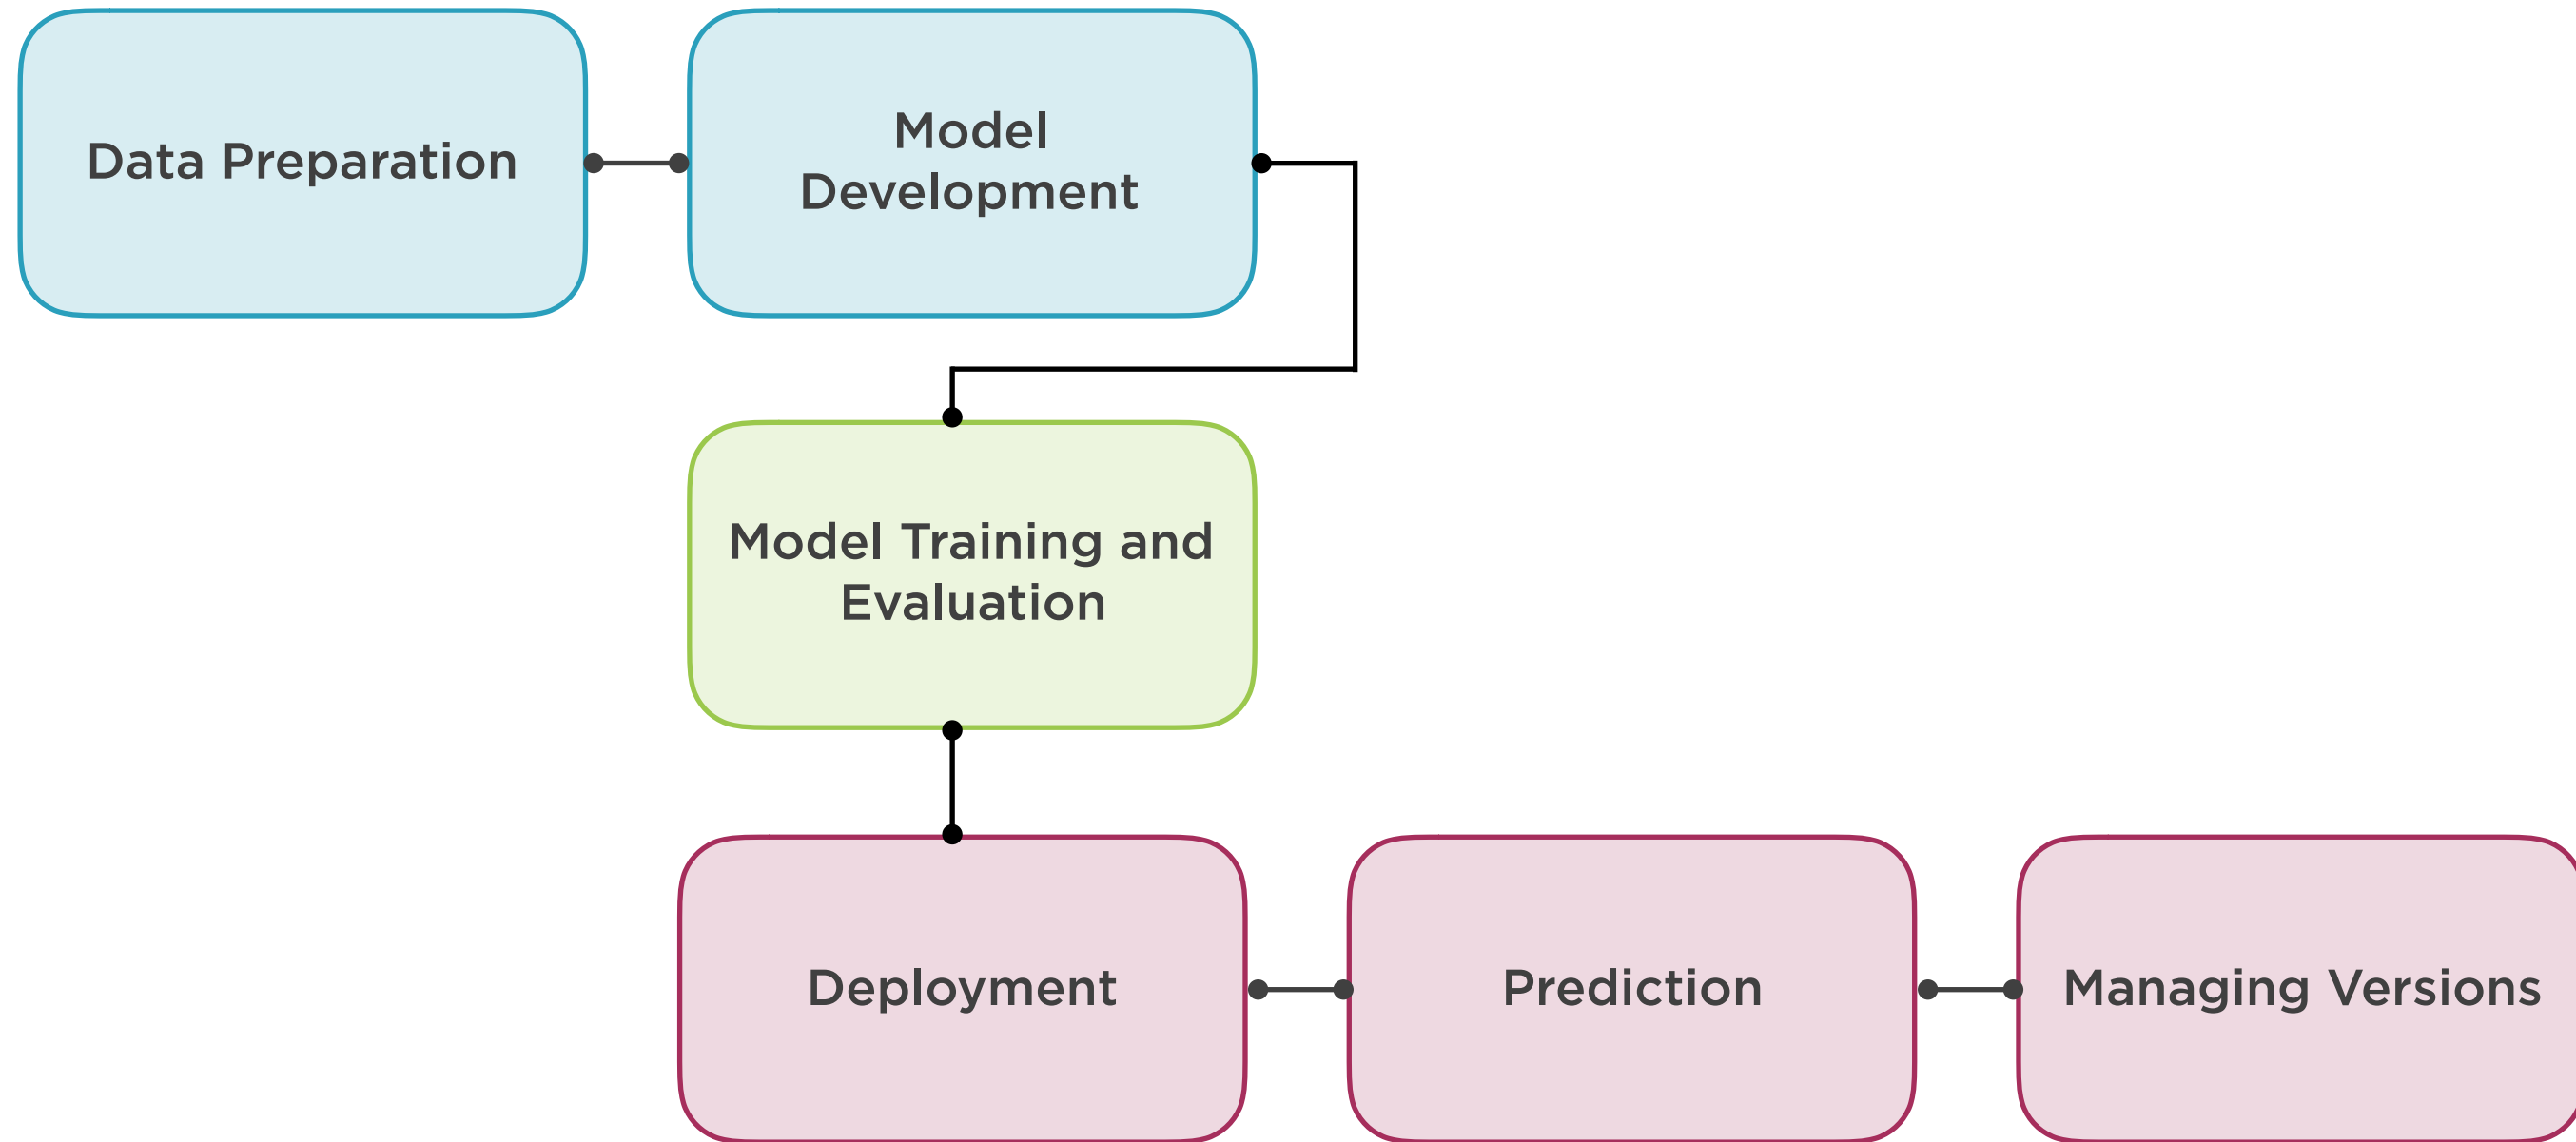 Data Preparation
Model
Development
Model Training and
Evaluation
Deployment
Prediction
Managing Versions